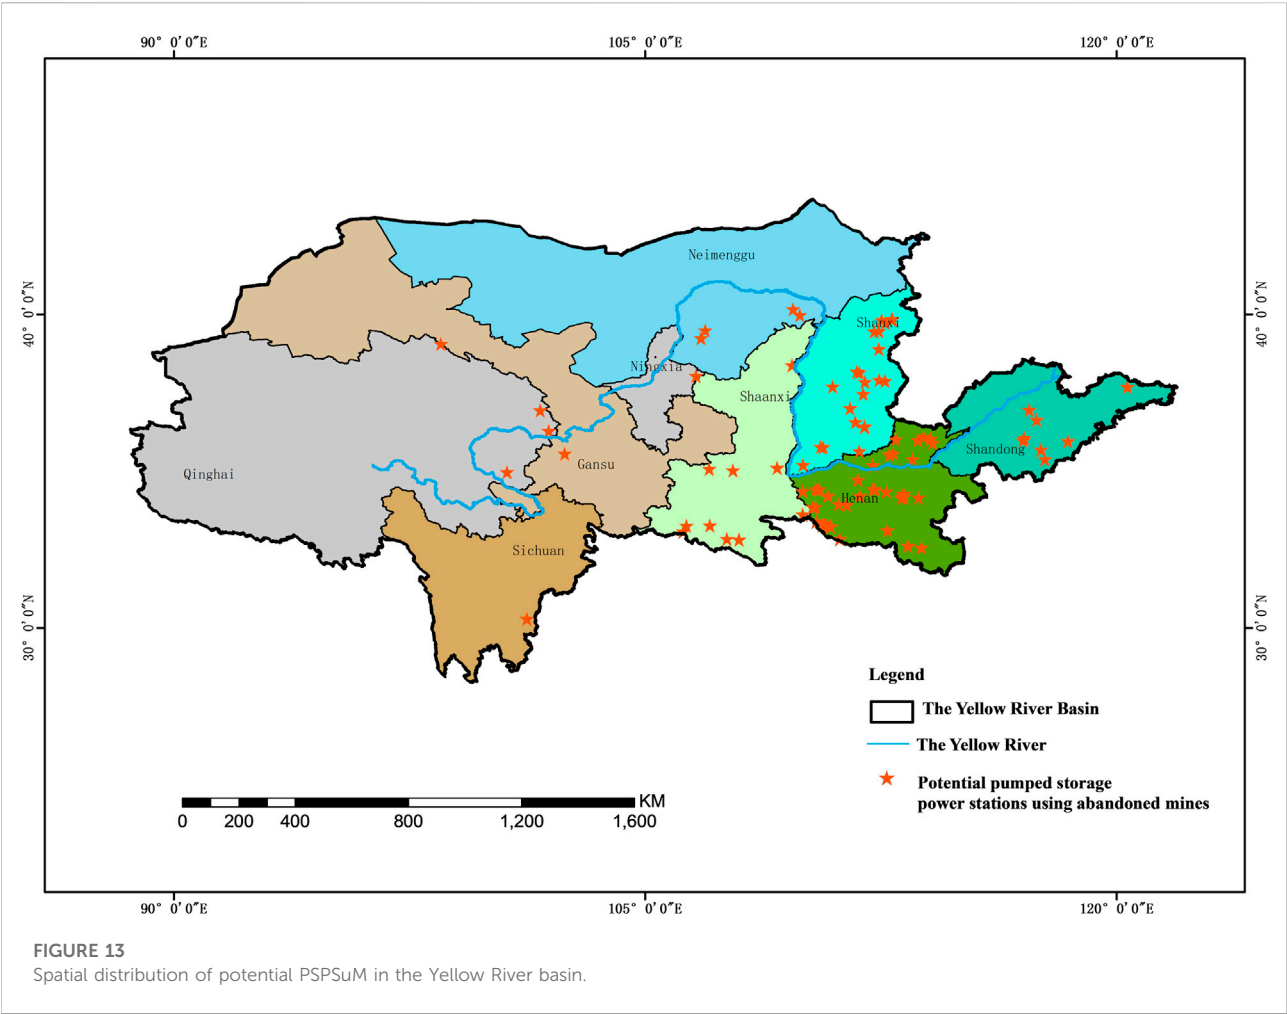 90° 0′0″E 105° 0′0″E 120° 0′0″E
40° 0′0″N
40° 0′0″N
30° 0′0″N
30° 0′0″N
Neimenggu
Shanxi
Ningxia
Shaanxi
Qinghai
Gansu
Shandong
Henan
Sichuan
Legend
The Yellow River Basin
The Yellow River
Potential pumped storage
power stations using abandoned mines
KM
0 200 400 800 1,200 1,600
90° 0′0″E 105° 0′0″E 120° 0′0″E
FIGURE 13
Spatial distribution of potential PSPSuM in the Yellow River basin.